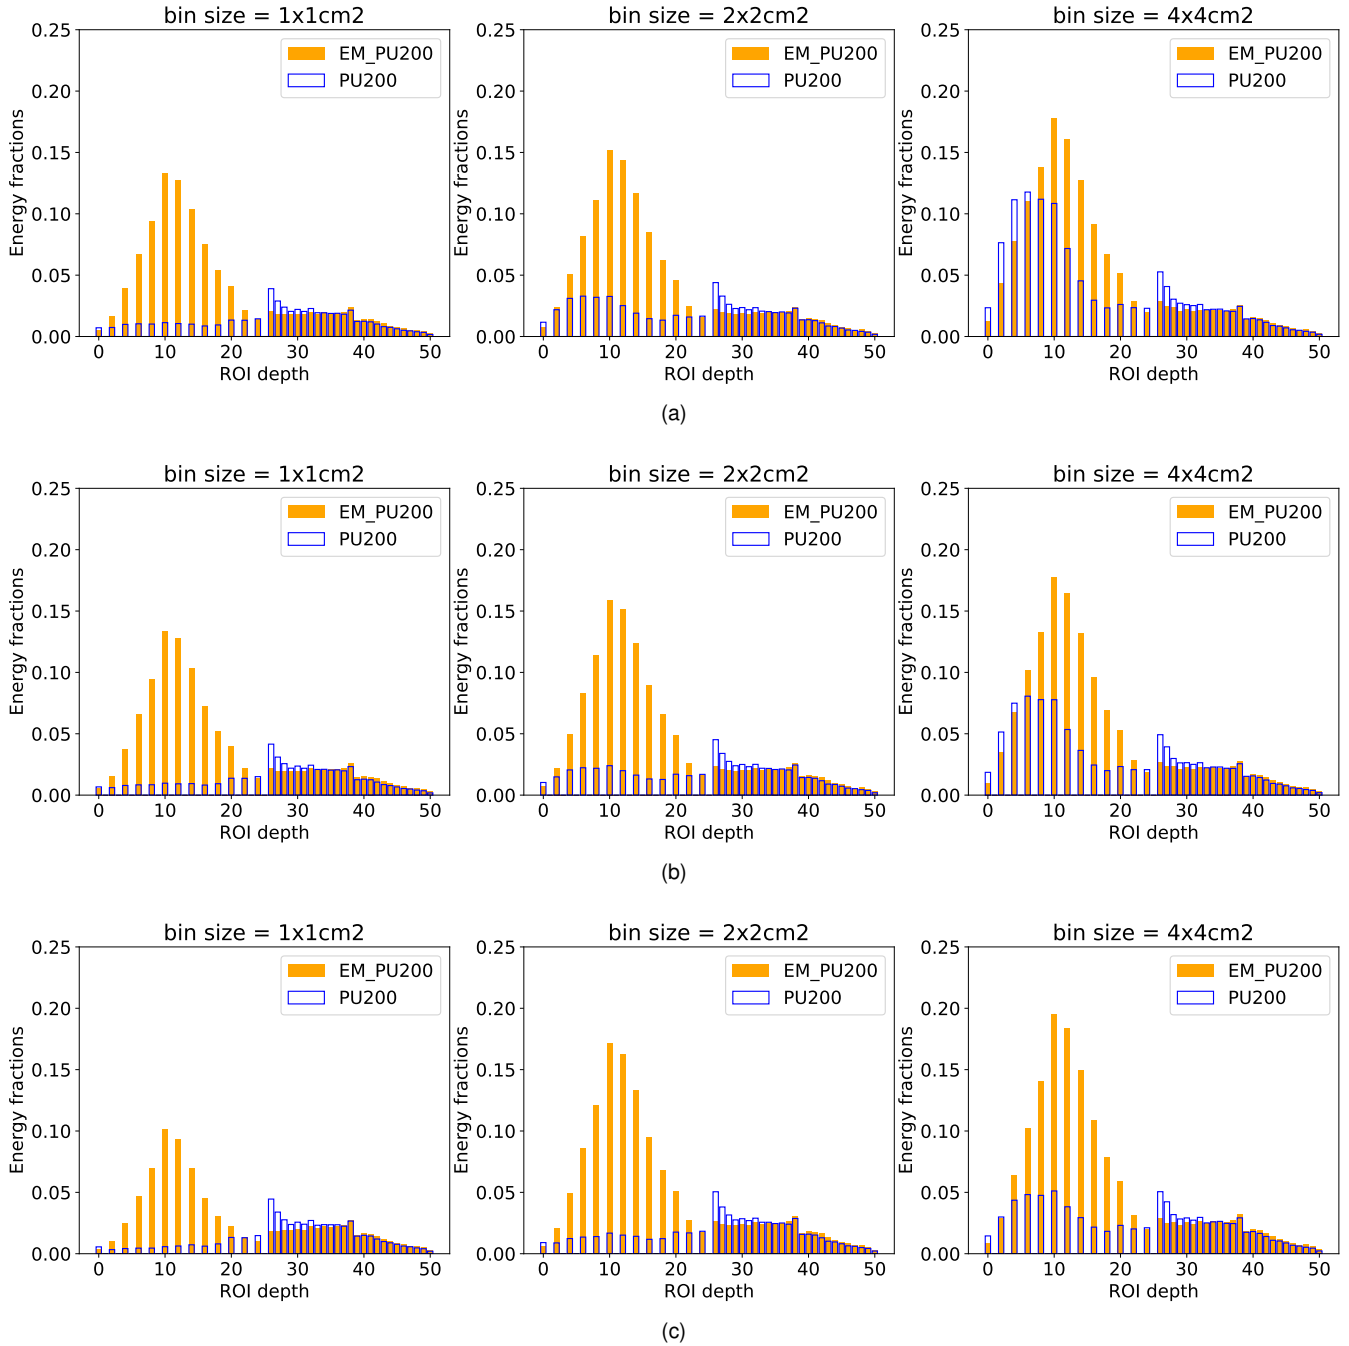 bin size = 1x1cm2
0.25
0.20
0.15
0.10
0.05
0.00
Energy fractions
EM_PU200
PU200
0 10 20 30 40 50
ROI depth
bin size = 2x2cm2
0.25
0.20
0.15
0.10
0.05
0.00
Energy fractions
EM_PU200
PU200
0 10 20 30 40 50
ROI depth
bin size = 4x4cm2
0.25
0.20
0.15
0.10
0.05
0.00
Energy fractions
EM_PU200
PU200
0 10 20 30 40 50
ROI depth
(a)
bin size = 1x1cm2
0.25
0.20
0.15
0.10
0.05
0.00
Energy fractions
EM_PU200
PU200
0 10 20 30 40 50
ROI depth
bin size = 2x2cm2
0.25
0.20
0.15
0.10
0.05
0.00
Energy fractions
EM_PU200
PU200
0 10 20 30 40 50
ROI depth
bin size = 4x4cm2
0.25
0.20
0.15
0.10
0.05
0.00
Energy fractions
EM_PU200
PU200
0 10 20 30 40 50
ROI depth
(b)
bin size = 1x1cm2
0.25
0.20
0.15
0.10
0.05
0.00
Energy fractions
EM_PU200
PU200
0 10 20 30 40 50
ROI depth
bin size = 2x2cm2
0.25
0.20
0.15
0.10
0.05
0.00
Energy fractions
EM_PU200
PU200
0 10 20 30 40 50
ROI depth
bin size = 4x4cm2
0.25
0.20
0.15
0.10
0.05
0.00
Energy fractions
EM_PU200
PU200
0 10 20 30 40 50
ROI depth
(c)